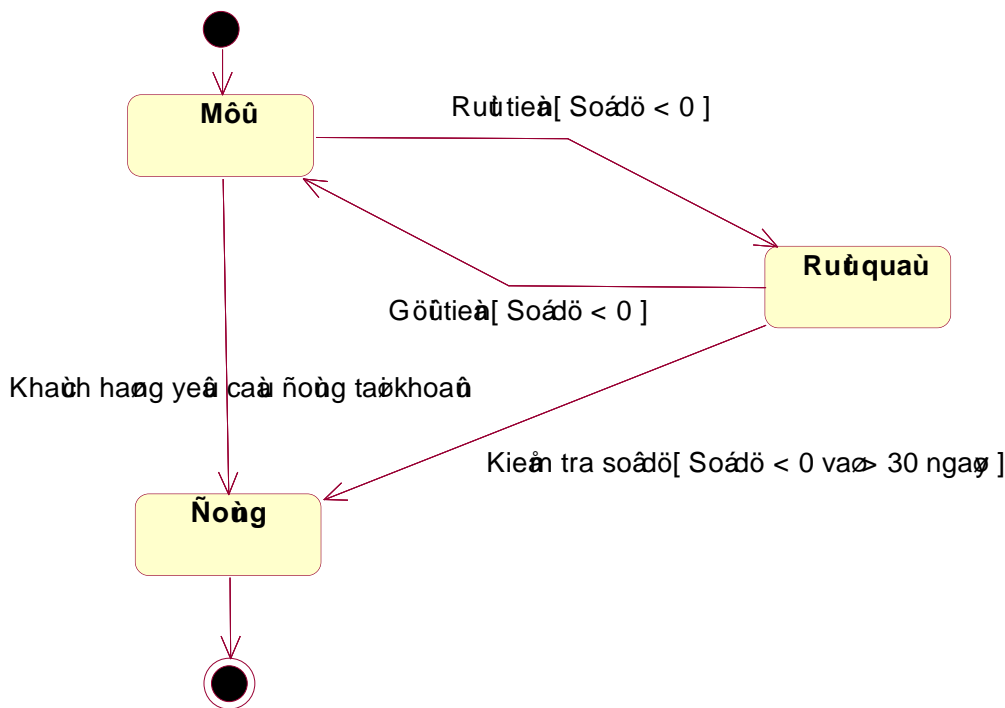 Môû
Ruùt tieàn[ Soá dö < 0 ]
Ruùt quaù
Göûi tieàn[ Soá dö < 0 ]
Khaùch haøng yeâu caàu ñoùng taøi khoaûn
Kieåm tra soâ dö[ Soá dö < 0 vaø > 30 ngaøy ]
Ñoùng